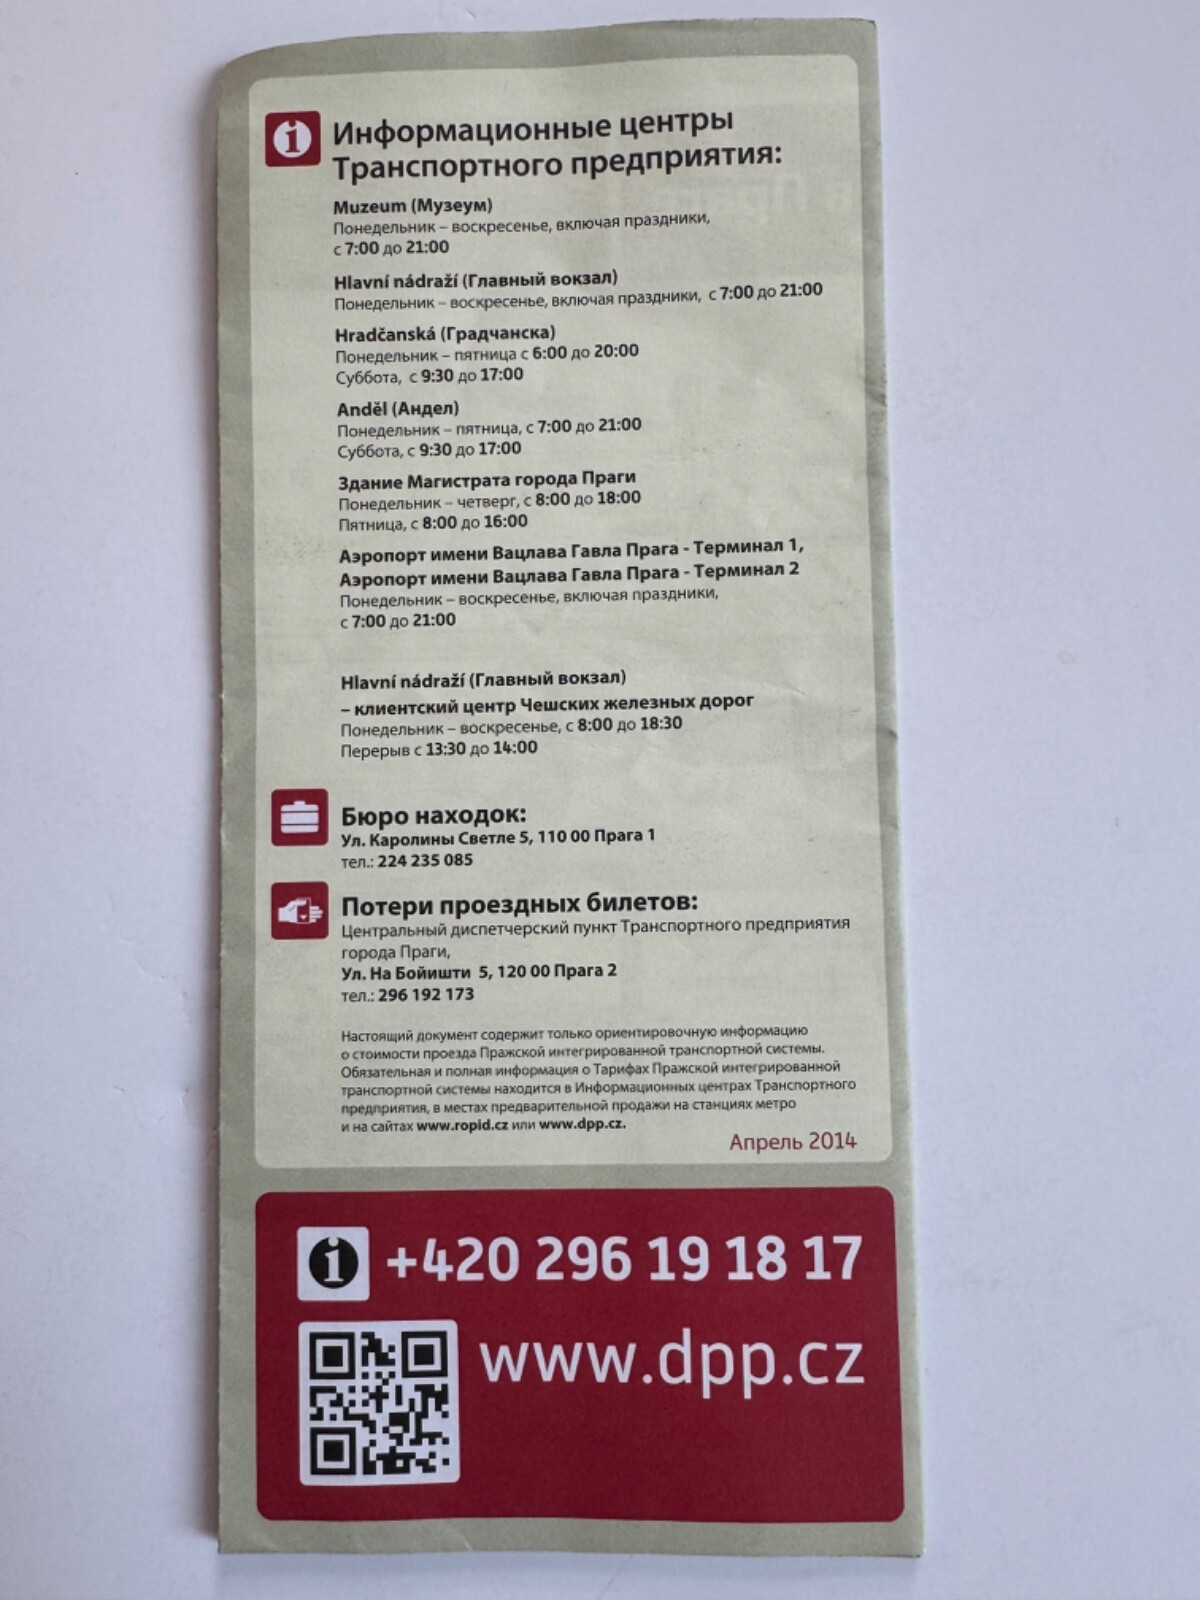 Информационные центры
Транспортного предприятия:
Muzeum (Музеум)
Понедельник – воскресенье, включая праздники,
с 7:00 до 21:00
Hlavní nádraží (Главный вокзал)
Понедельник – воскресенье, включая праздники, с 7:00 до 21:00
Hradčanská (Градчанска)
Понедельник – пятница с 6:00 до 20:00
Суббота, с 9:30 до 17:00
Anděl (Андел)
Понедельник – пятница, с 7:00 до 21:00
Суббота, с 9:30 до 17:00
Здание Магистрата города Праги
Понедельник – четверг, с 8:00 до 18:00
Пятница, с 8:00 до 16:00
Аэропорт имени Вацлава Гавла Прага - Терминал 1,
Аэропорт имени Вацлава Гавла Прага - Терминал 2
Понедельник – воскресенье, включая праздники,
с 7:00 до 21:00
Hlavní nádraží (Главный вокзал)
– клиентский центр Чешских железных дорог
Понедельник – воскресенье, с 8:00 до 18:30
Перерыв с 13:30 до 14:00
Бюро находок:
Ул. Каролины Светле 5, 110 00 Прага 1
тел.: 224 235 085
Потери проездных билетов:
Центральный диспетчерский пункт Транспортного предприятия
города Праги,
Ул. На Бойишти 5, 120 00 Прага 2
тел.: 296 192 173
Настоящий документ содержит только ориентировочную информацию
о стоимости проезда Пражской интегрированной транспортной системы.
Обязательная и полная информация о Тарифах Пражской интегрированной
транспортной системы находится в Информационных центрах Транспортного
предприятия, в местах предварительной продажи на станциях метро
и на сайтах www.ropid.cz или www.dpp.cz.
Апрель 2014
+420 296 19 18 17
www.dpp.cz